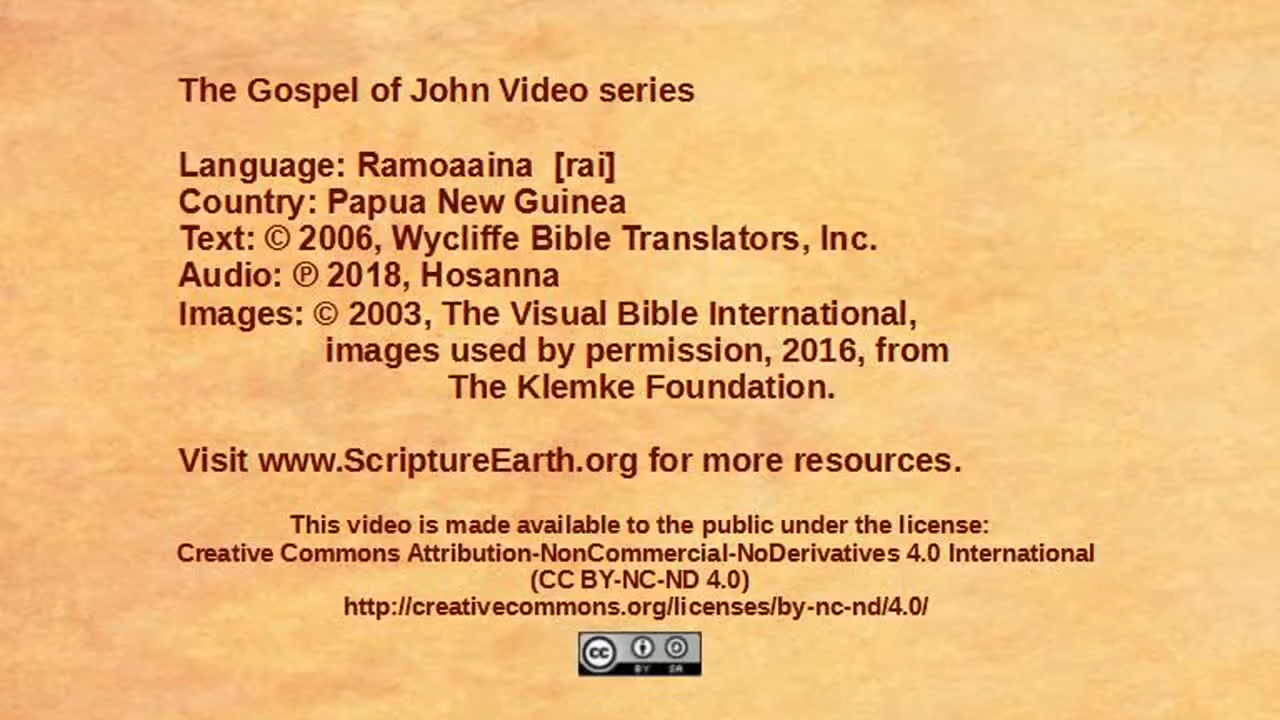 The Gospel of John Video series
Language: Ramoaaina [rai]
Country: Papua New Guinea
Text: © 2006, Wycliffe Bible Translators, Inc.
Audio: ℗ 2018, Hosanna
Images: © 2003, The Visual Bible International,
images used by permission, 2016, from
The Klemke Foundation.
Visit www.ScriptureEarth.org for more resources.
This video is made available to the public under the license:
Creative Commons Attribution-NonCommercial-NoDerivatives 4.0 International
(CC BY-NC-ND 4.0)
http://creativecommons.org/licenses/by-nc-nd/4.0/
cc BY SA